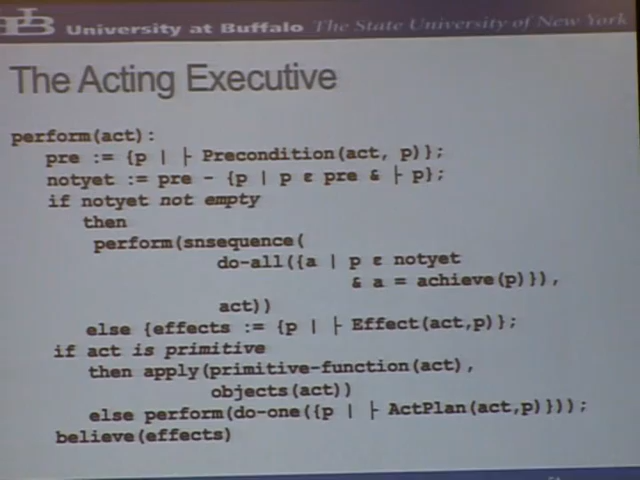 UB University at Buffalo The State University of New York
The Acting Executive
perform(act):
pre := {p | ├ Precondition(act, p)};
notyet := pre - {p | p ε pre & ├ p};
if notyet not empty
then
perform(snsequence(
do-all({a | p ε notyet
& a = achieve(p)}),
act))
else {effects := {p | ├ Effect(act,p)};
if act is primitive
then apply(primitive-function(act),
objects(act))
else perform(do-one({p | ├ ActPlan(act,p)}));
believe(effects)